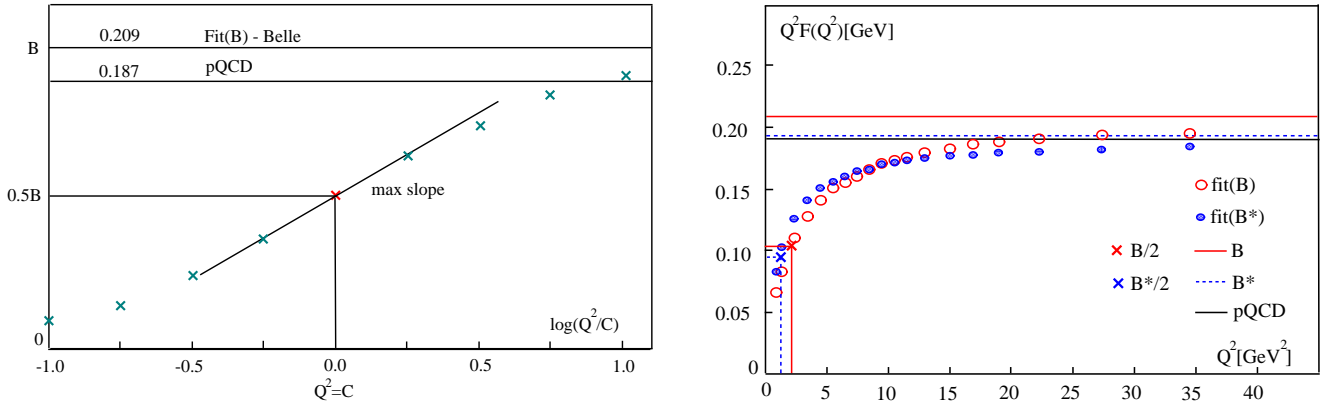 0.209 Fit(B) - Belle
B
0.187 pQCD
0.5B
max slope
log(Q²/C)
0
-1.0 -0.5 0.0 0.5 1.0
Q²=C
Q²F(Q²)[GeV]
0.25
0.20
0.15
0.10
0.05
0.00
fit(B)
fit(B*)
B/2 B
B*/2 B*
pQCD
Q²[GeV²]
0 5 10 15 20 25 30 35 40